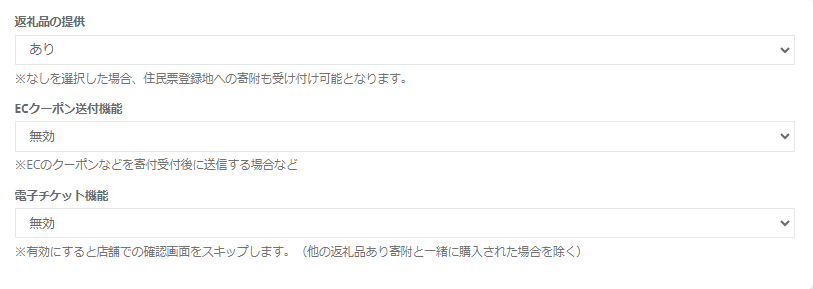 返礼品の提供
あり
※なしを選択した場合、住民票登録地への寄附も受け付け可能となります。
ECクーポン送付機能
無効
※ECのクーポンなどを寄付受付後に送信する場合など
電子チケット機能
無効
※有効にすると店舗での確認画面をスキップします。（他の返礼品あり寄附と一緒に購入された場合を除く）